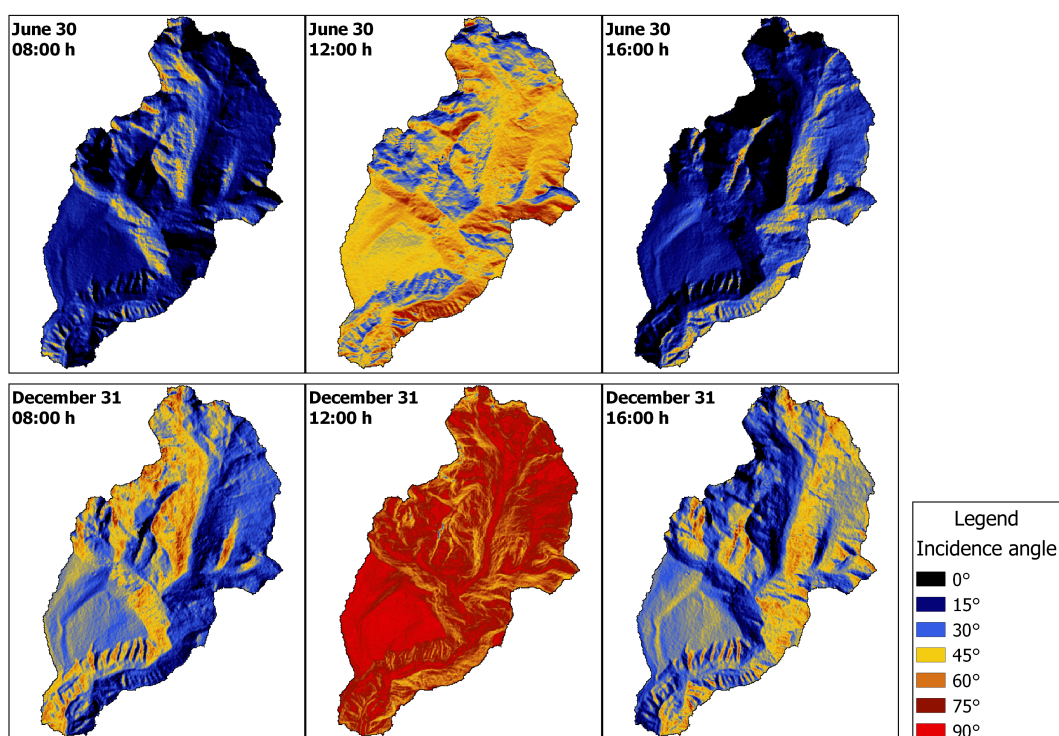 June 30
08:00 h
June 30
12:00 h
June 30
16:00 h
December 31
08:00 h
December 31
12:00 h
December 31
16:00 h
Legend
Incidence angle
0°
15°
30°
45°
60°
75°
90°